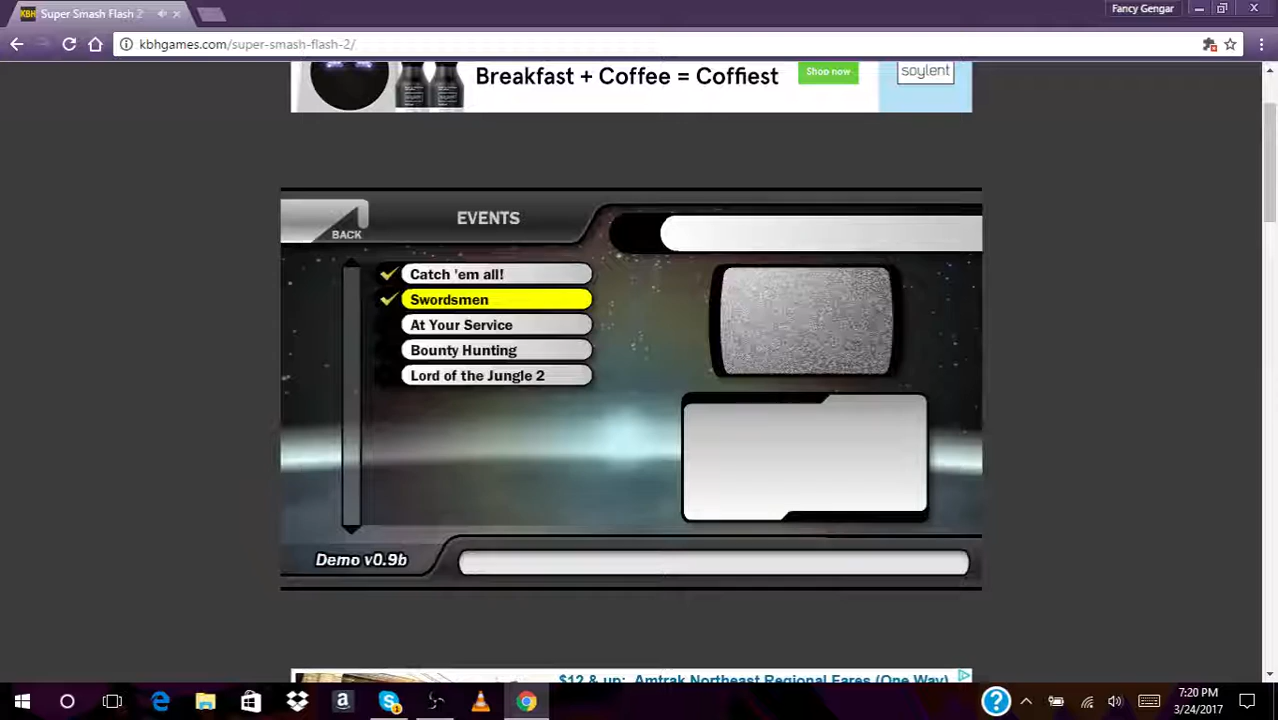 KBH Super Smash Flash 2
Fancy Gengar
kbhgames.com/super-smash-flash-2/
Breakfast + Coffee = Coffiest
Shop now
soylent
EVENTS
BACK
Catch 'em all!
Swordsmen
At Your Service
Bounty Hunting
Lord of the Jungle 2
Demo v0.9b
$12 & up: Amtrak Northeast Regional Fares (One Way)
7:20 PM
3/24/2017